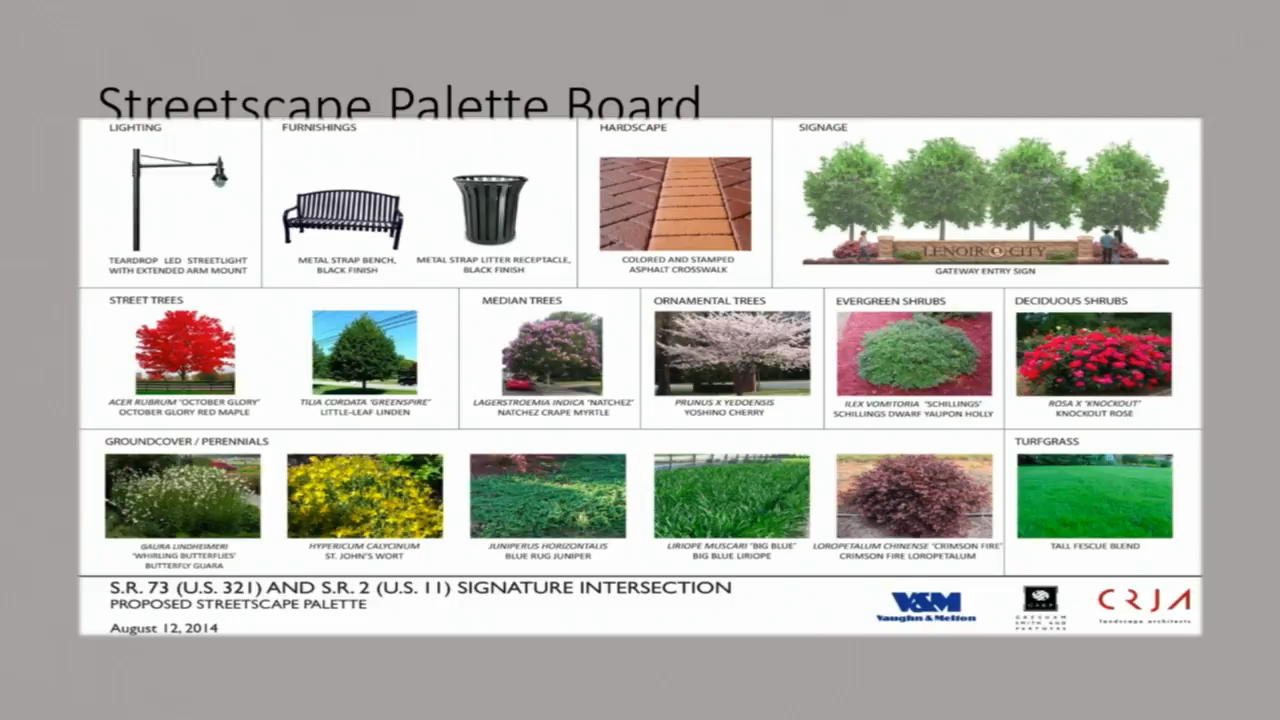 Streetscape Palette Board
LIGHTING
FURNISHINGS
HARDSCAPE
SIGNAGE
LENOIR CITY
TEARDROP LED STREETLIGHT
WITH EXTENDED ARM MOUNT
METAL STRAP BENCH,
BLACK FINISH
METAL STRAP LITTER RECEPTACLE,
BLACK FINISH
COLORED AND STAMPED
ASPHALT CROSSWALK
GATEWAY ENTRY SIGN
STREET TREES
MEDIAN TREES
ORNAMENTAL TREES
EVERGREEN SHRUBS
DECIDUOUS SHRUBS
ACER RUBRUM 'OCTOBER GLORY'
OCTOBER GLORY RED MAPLE
TILIA CORDATA 'GREENSPIRE'
LITTLE-LEAF LINDEN
LAGERSTROEMIA INDICA 'NATCHEZ'
NATCHEZ CRAPE MYRTLE
PRUNUS X YEDOENSIS
YOSHINO CHERRY
ILEX VOMITORIA 'SCHILLINGS'
SCHILLINGS DWARF YAUPON HOLLY
ROSA X 'KNOCKOUT'
KNOCKOUT ROSE
GROUNDCOVER / PERENNIALS
TURFGRASS
GAURA LINDHEIMERI
'WHIRLING BUTTERFLIES'
BUTTERFLY GUARA
HYPERICUM CALYCINUM
ST. JOHN'S WORT
JUNIPERUS HORIZONTALIS
BLUE RUG JUNIPER
LIRIOPE MUSCARI 'BIG BLUE'
BIG BLUE LIRIOPE
LOROPETALUM CHINENSE 'CRIMSON FIRE'
CRIMSON FIRE LOROPETALUM
TALL FESCUE BLEND
S.R. 73 (U.S. 321) AND S.R. 2 (U.S. 11) SIGNATURE INTERSECTION
PROPOSED STREETSCAPE PALETTE
August 12, 2014
V&M
Vaughn & Melton
GRESHAM
SMITH AND
PARTNERS
CRJA
landscape architects